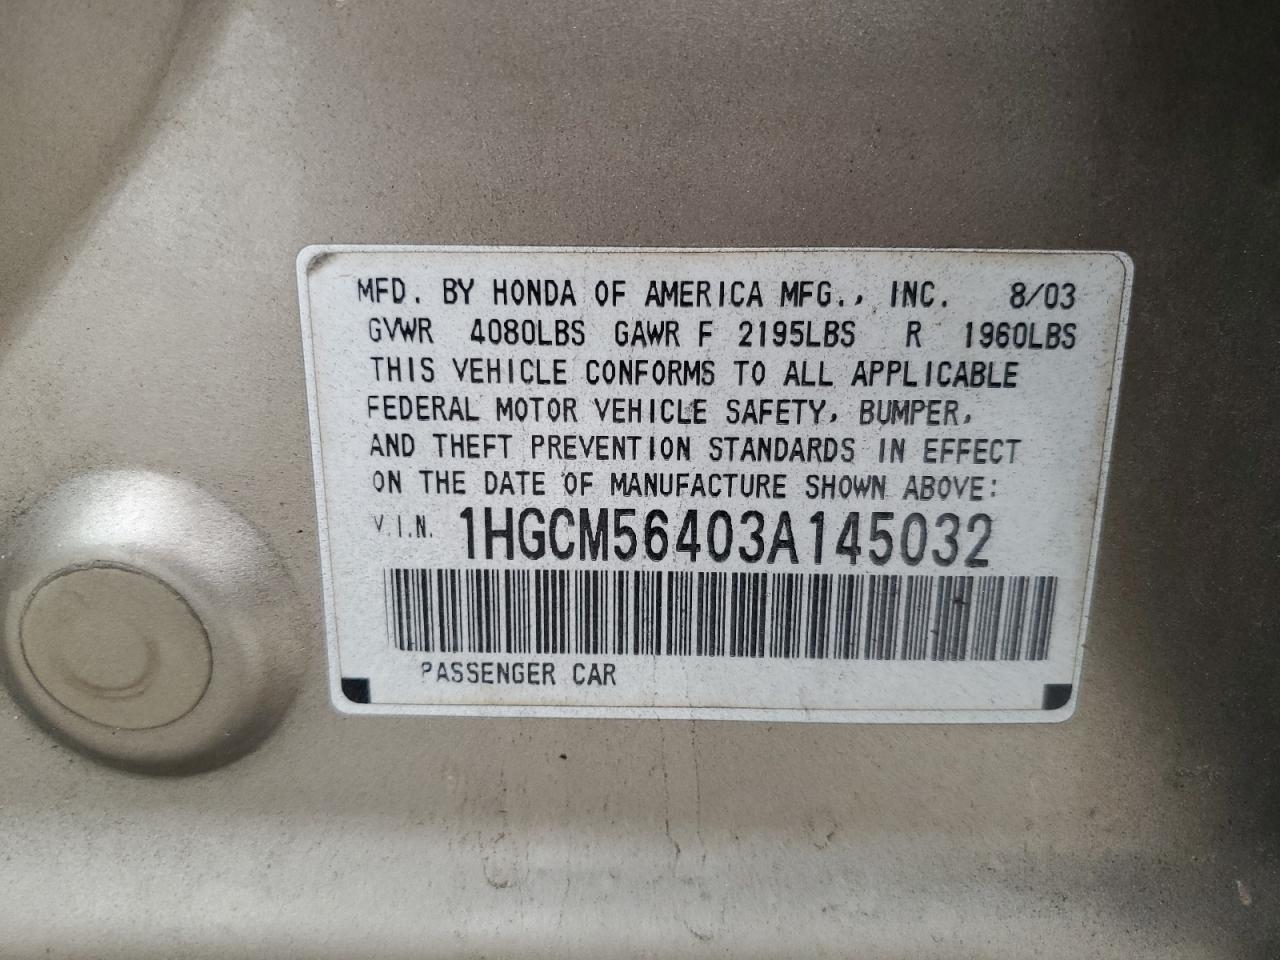 MFD. BY HONDA OF AMERICA MFG., INC. 8/03
GVWR 4080LBS GAWR F 2195LBS R 1960LBS
THIS VEHICLE CONFORMS TO ALL APPLICABLE
FEDERAL MOTOR VEHICLE SAFETY, BUMPER,
AND THEFT PREVENTION STANDARDS IN EFFECT
ON THE DATE OF MANUFACTURE SHOWN ABOVE:
V.I.N. 1HGCM56403A145032
PASSENGER CAR